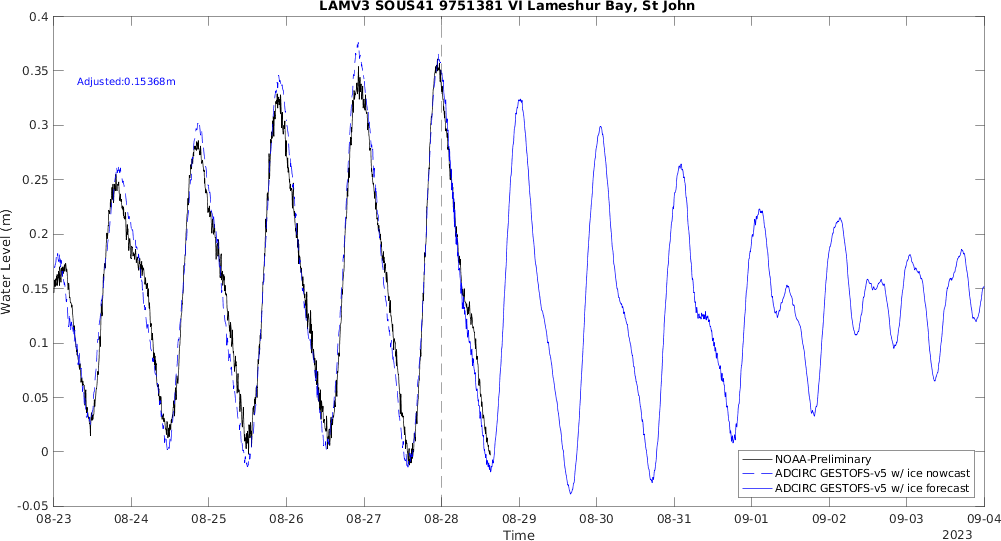 LAMV3 SOUS41 9751381 VI Lameshur Bay, St John
0.4
0.35
0.3
0.25
0.2
0.15
0.1
0.05
0
-0.05
Water Level (m)
Adjusted:0.15368m
NOAA-Preliminary
ADCIRC GESTOFS-v5 w/ ice nowcast
ADCIRC GESTOFS-v5 w/ ice forecast
08-23 08-24 08-25 08-26 08-27 08-28 08-29 08-30 08-31 09-01 09-02 09-03 09-04
Time
2023